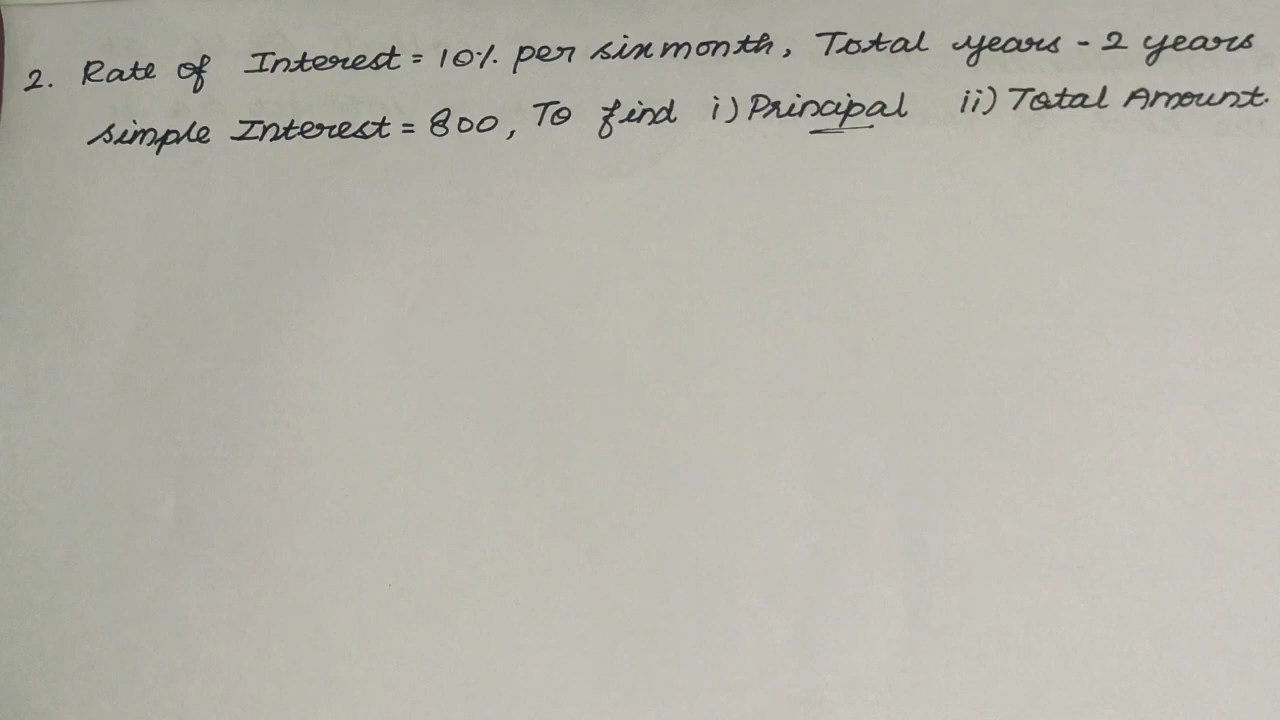 2. Rate of Interest = 10%. per six month, Total years - 2 years
simple Interest = 800, To find i) Principal ii) Total Amount.